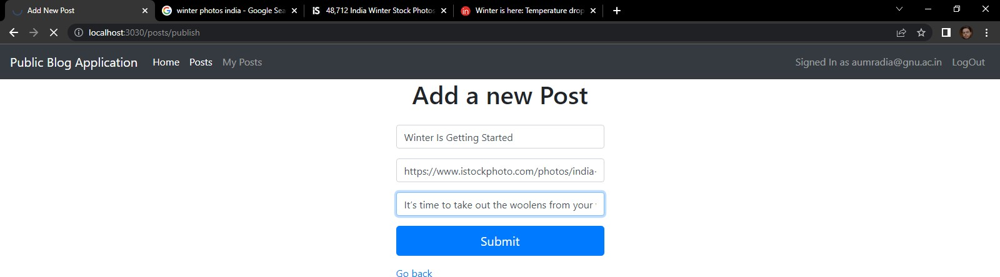 Add New Post
winter photos india - Google Sea
iS 48,712 India Winter Stock Photos
in Winter is here: Temperature drop
localhost:3030/posts/publish
Public Blog Application Home Posts My Posts Signed In as aumradia@gnu.ac.in LogOut
Add a new Post
Winter Is Getting Started
https://www.istockphoto.com/photos/india-
It's time to take out the woolens from your
Submit
Go back